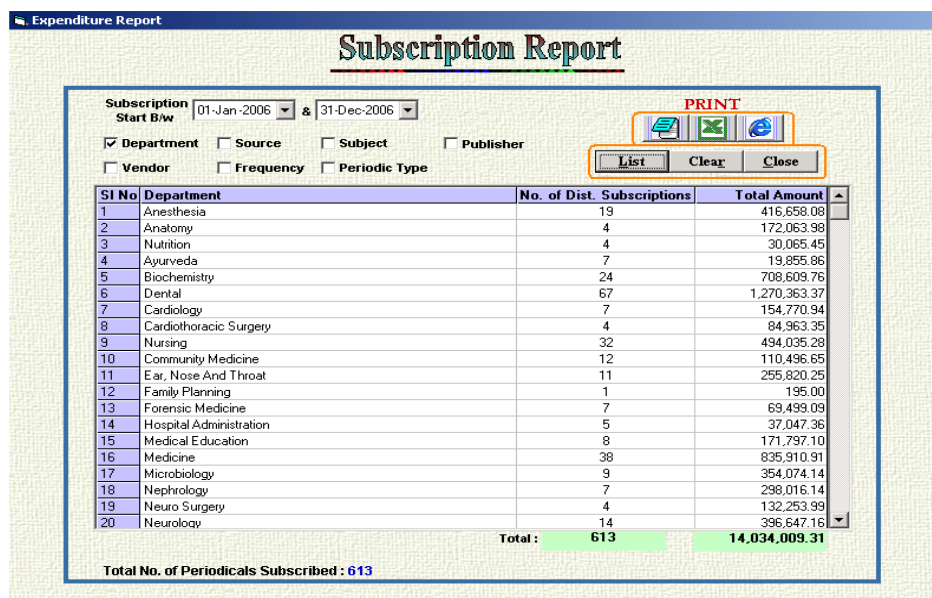 Expenditure Report
Subscription Report
Subscription Start B/w 01-Jan-2006 & 31-Dec-2006
PRINT
Department Source Subject Publisher
Vendor Frequency Periodic Type
List Clear Close
Sl No Department No. of Dist. Subscriptions Total Amount
1 Anesthesia 19 416,658.08
2 Anatomy 4 172,063.98
3 Nutrition 4 30,065.45
4 Ayurveda 7 19,855.86
5 Biochemistry 24 708,609.76
6 Dental 67 1,270,363.37
7 Cardiology 7 154,770.94
8 Cardiothoracic Surgery 4 84,963.35
9 Nursing 32 494,035.28
10 Community Medicine 12 110,496.65
11 Ear, Nose And Throat 11 255,820.25
12 Family Planning 1 195.00
13 Forensic Medicine 7 69,499.09
14 Hospital Administration 5 37,047.36
15 Medical Education 8 171,797.10
16 Medicine 38 835,910.91
17 Microbiology 9 354,074.14
18 Nephrology 7 298,016.14
19 Neuro Surgery 4 132,253.99
20 Neurology 14 396,647.16
Total : 613 14,034,009.31
Total No. of Periodicals Subscribed : 613